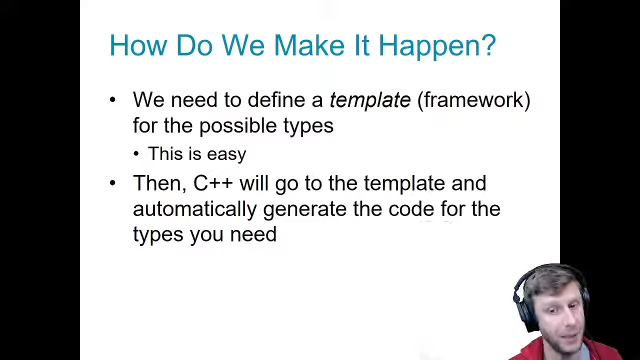 How Do We Make It Happen?
• We need to define a template (framework)
for the possible types
• This is easy
• Then, C++ will go to the template and
automatically generate the code for the
types you need